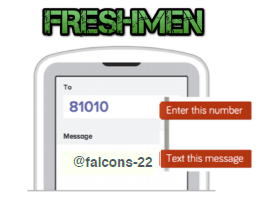 FRESHMEN
To
81010
Enter this number
Message
@falcons-22
Text this message